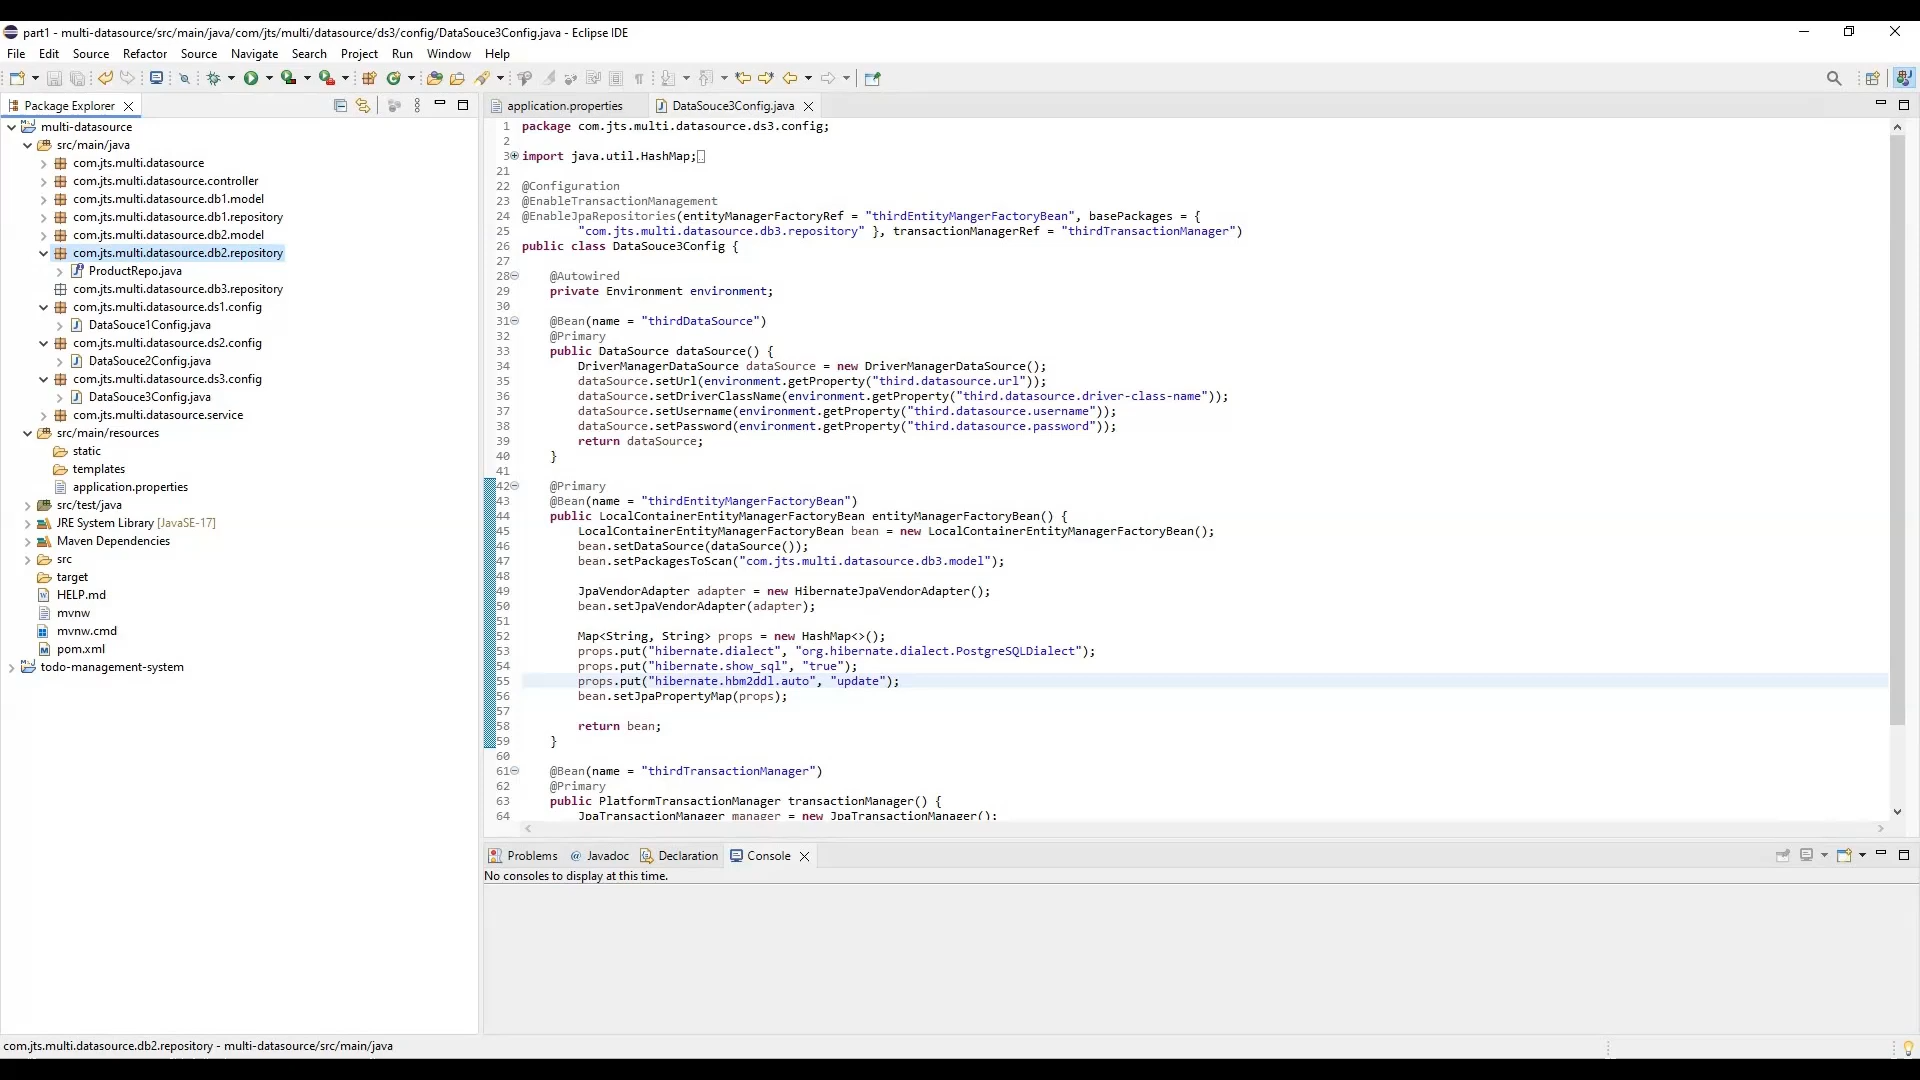 part1 - multi-datasource/src/main/java/com/jts/multi/datasource/ds3/config/DataSouce3Config.java - Eclipse IDE
File Edit Source Refactor Source Navigate Search Project Run Window Help
Package Explorer
multi-datasource
src/main/java
com.jts.multi.datasource
com.jts.multi.datasource.controller
com.jts.multi.datasource.db1.model
com.jts.multi.datasource.db1.repository
com.jts.multi.datasource.db2.model
com.jts.multi.datasource.db2.repository
ProductRepo.java
com.jts.multi.datasource.db3.repository
com.jts.multi.datasource.ds1.config
DataSouce1Config.java
com.jts.multi.datasource.ds2.config
DataSouce2Config.java
com.jts.multi.datasource.ds3.config
DataSouce3Config.java
com.jts.multi.datasource.service
src/main/resources
static
templates
application.properties
src/test/java
JRE System Library [JavaSE-17]
Maven Dependencies
src
target
HELP.md
mvnw
mvnw.cmd
pom.xml
todo-management-system
application.properties DataSouce3Config.java
1 package com.jts.multi.datasource.ds3.config;
2
3 import java.util.HashMap;
21
22 @Configuration
23 @EnableTransactionManagement
24 @EnableJpaRepositories(entityManagerFactoryRef = "thirdEntityMangerFactoryBean", basePackages = {
25 "com.jts.multi.datasource.db3.repository" }, transactionManagerRef = "thirdTransactionManager")
26 public class DataSouce3Config {
27
28 @Autowired
29 private Environment environment;
30
31 @Bean(name = "thirdDataSource")
32 @Primary
33 public DataSource dataSource() {
34 DriverManagerDataSource dataSource = new DriverManagerDataSource();
35 dataSource.setUrl(environment.getProperty("third.datasource.url"));
36 dataSource.setDriverClassName(environment.getProperty("third.datasource.driver-class-name"));
37 dataSource.setUsername(environment.getProperty("third.datasource.username"));
38 dataSource.setPassword(environment.getProperty("third.datasource.password"));
39 return dataSource;
40 }
41
42 @Primary
43 @Bean(name = "thirdEntityMangerFactoryBean")
44 public LocalContainerEntityManagerFactoryBean entityManagerFactoryBean() {
45 LocalContainerEntityManagerFactoryBean bean = new LocalContainerEntityManagerFactoryBean();
46 bean.setDataSource(dataSource());
47 bean.setPackagesToScan("com.jts.multi.datasource.db3.model");
48
49 JpaVendorAdapter adapter = new HibernateJpaVendorAdapter();
50 bean.setJpaVendorAdapter(adapter);
51
52 Map<String, String> props = new HashMap<>();
53 props.put("hibernate.dialect", "org.hibernate.dialect.PostgreSQLDialect");
54 props.put("hibernate.show_sql", "true");
55 props.put("hibernate.hbm2ddl.auto", "update");
56 bean.setJpaPropertyMap(props);
57
58 return bean;
59 }
60
61 @Bean(name = "thirdTransactionManager")
62 @Primary
63 public PlatformTransactionManager transactionManager() {
64 JpaTransactionManager manager = new JpaTransactionManager();
Problems Javadoc Declaration Console
No consoles to display at this time.
com.jts.multi.datasource.db2.repository - multi-datasource/src/main/java